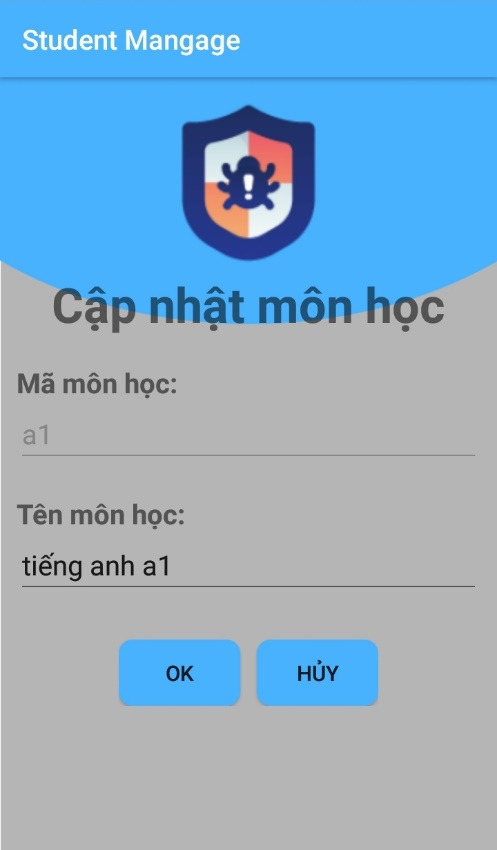 Student Mangage
Cập nhật môn học
Mã môn học:
a1
Tên môn học:
tiếng anh a1
OK
HỦY